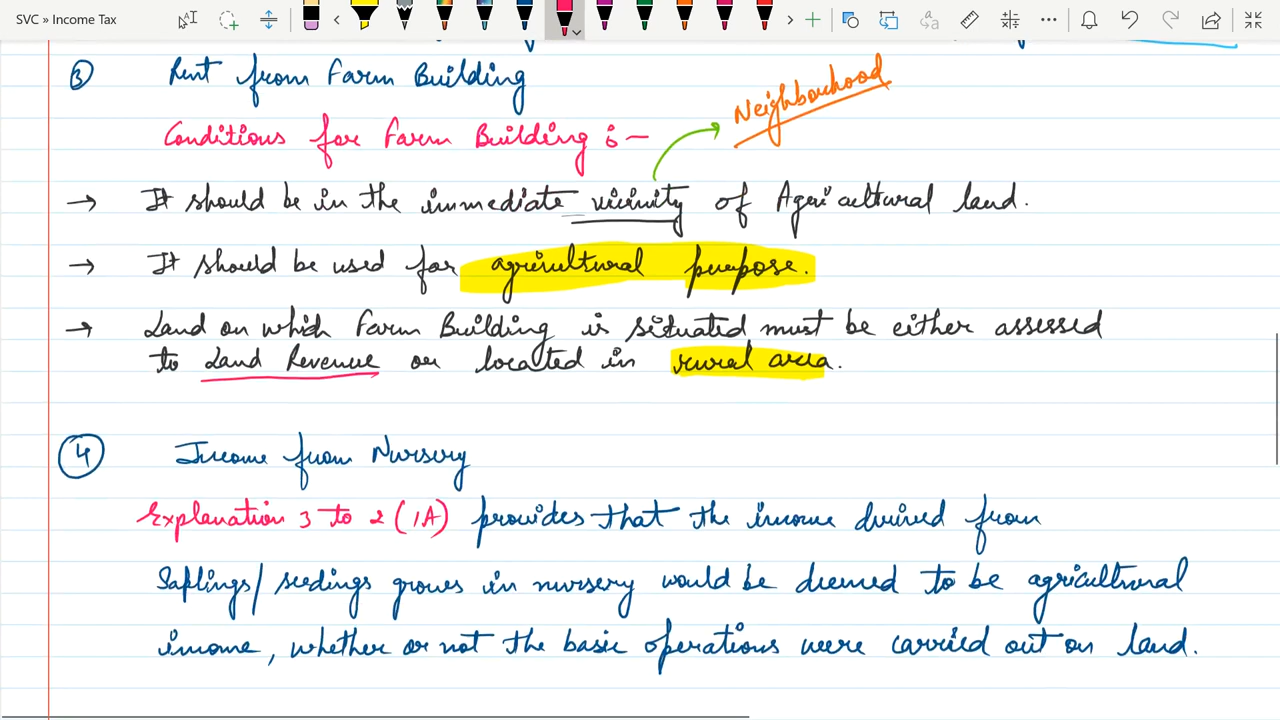 SVC » Income Tax
③ Rent from Farm Building
Neighbourhood
Conditions for Farm Building :-
→ It should be in the immediate vicinity of Agricultural land.
→ It should be used for agricultural purpose.
→ Land on which Farm Building is situated must be either assessed
to Land Revenue or located in rural area.
④ Income from Nursery
Explanation 3 to 2 (1A) provides that the income derived from
Saplings/ seedings grows in nursery would be deemed to be agricultural
income, whether or not the basic operations were carried out on land.